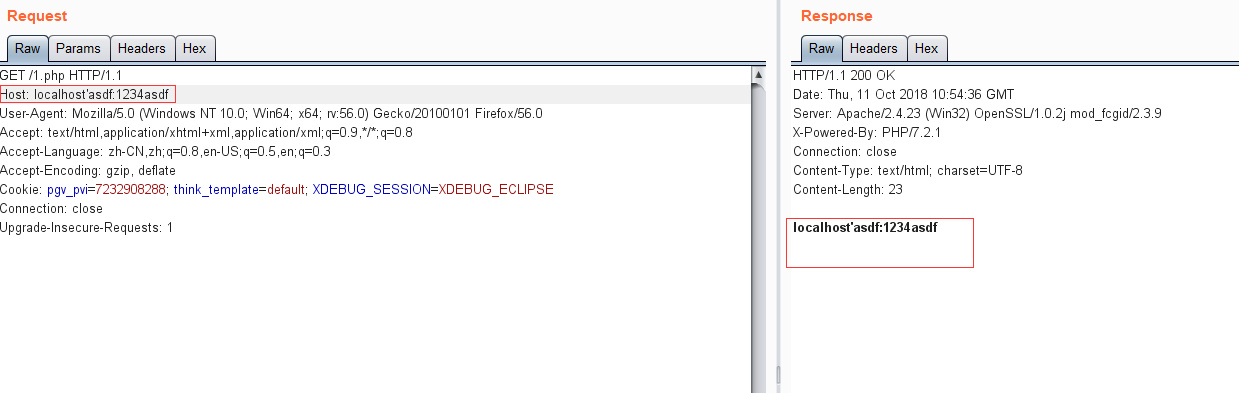 Request
Raw Params Headers Hex
GET /1.php HTTP/1.1
Host: localhost'asdf:1234asdf
User-Agent: Mozilla/5.0 (Windows NT 10.0; Win64; x64; rv:56.0) Gecko/20100101 Firefox/56.0
Accept: text/html,application/xhtml+xml,application/xml;q=0.9,*/*;q=0.8
Accept-Language: zh-CN,zh;q=0.8,en-US;q=0.5,en;q=0.3
Accept-Encoding: gzip, deflate
Cookie: pgv_pvi=7232908288; think_template=default; XDEBUG_SESSION=XDEBUG_ECLIPSE
Connection: close
Upgrade-Insecure-Requests: 1
Response
Raw Headers Hex
HTTP/1.1 200 OK
Date: Thu, 11 Oct 2018 10:54:36 GMT
Server: Apache/2.4.23 (Win32) OpenSSL/1.0.2j mod_fcgid/2.3.9
X-Powered-By: PHP/7.2.1
Connection: close
Content-Type: text/html; charset=UTF-8
Content-Length: 23
localhost'asdf:1234asdf